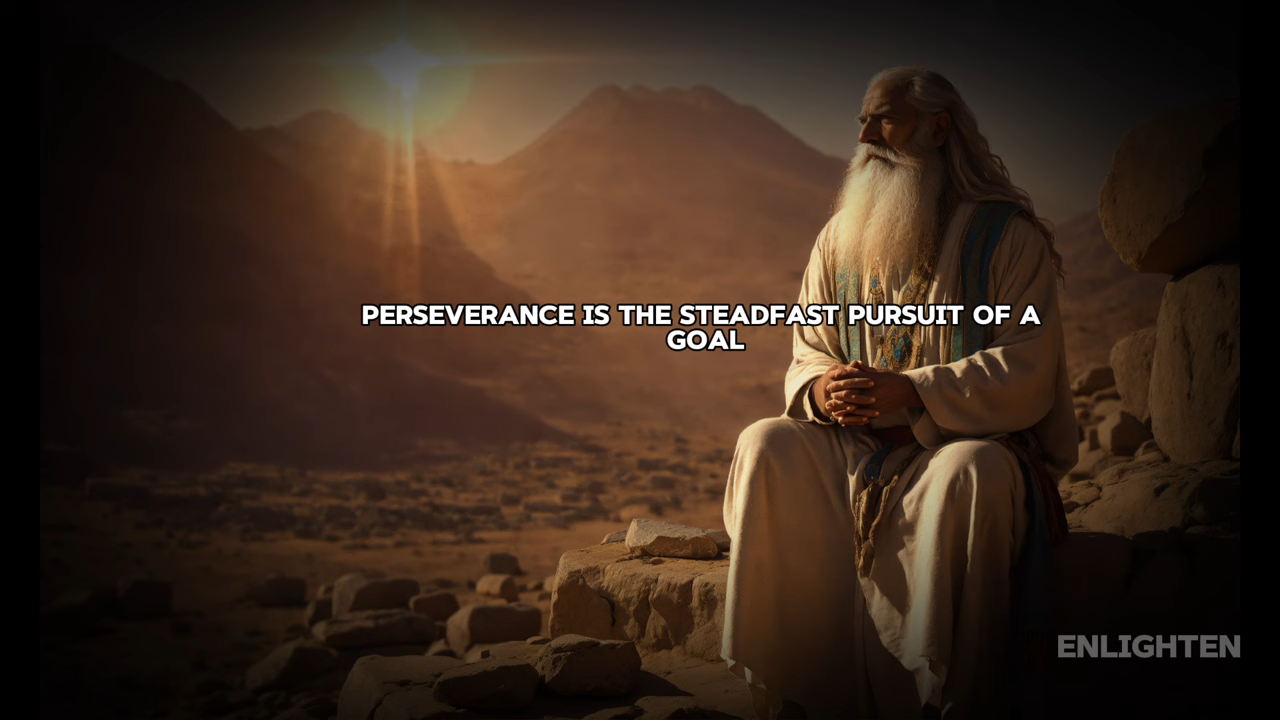 PERSEVERANCE IS THE STEADFAST PURSUIT OF A
GOAL
ENLIGHTEN